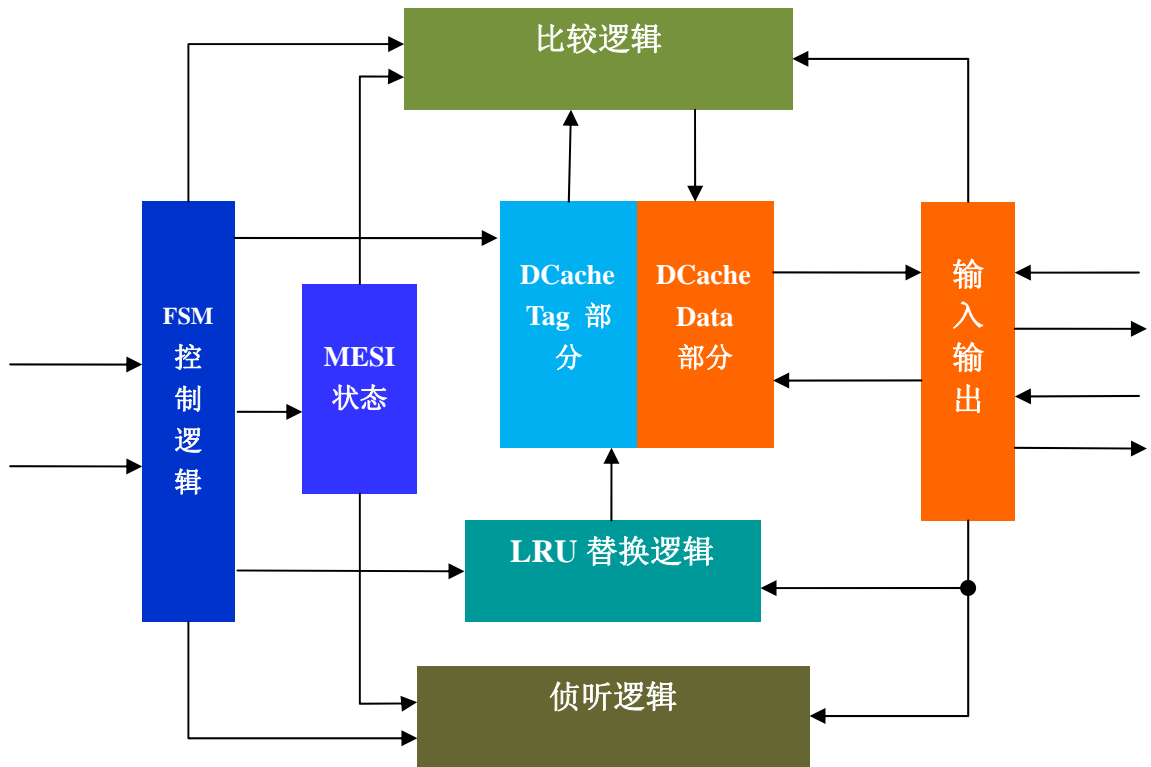 比较逻辑
FSM
控
制
逻
辑
MESI
状态
DCache
Tag 部
分
DCache
Data
部分
输
入
输
出
LRU 替换逻辑
侦听逻辑